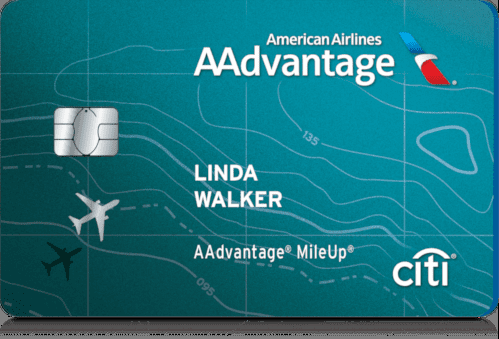 American Airlines
AAdvantage®
135
LINDA
WALKER
AAdvantage® MileUp®
citi®
095